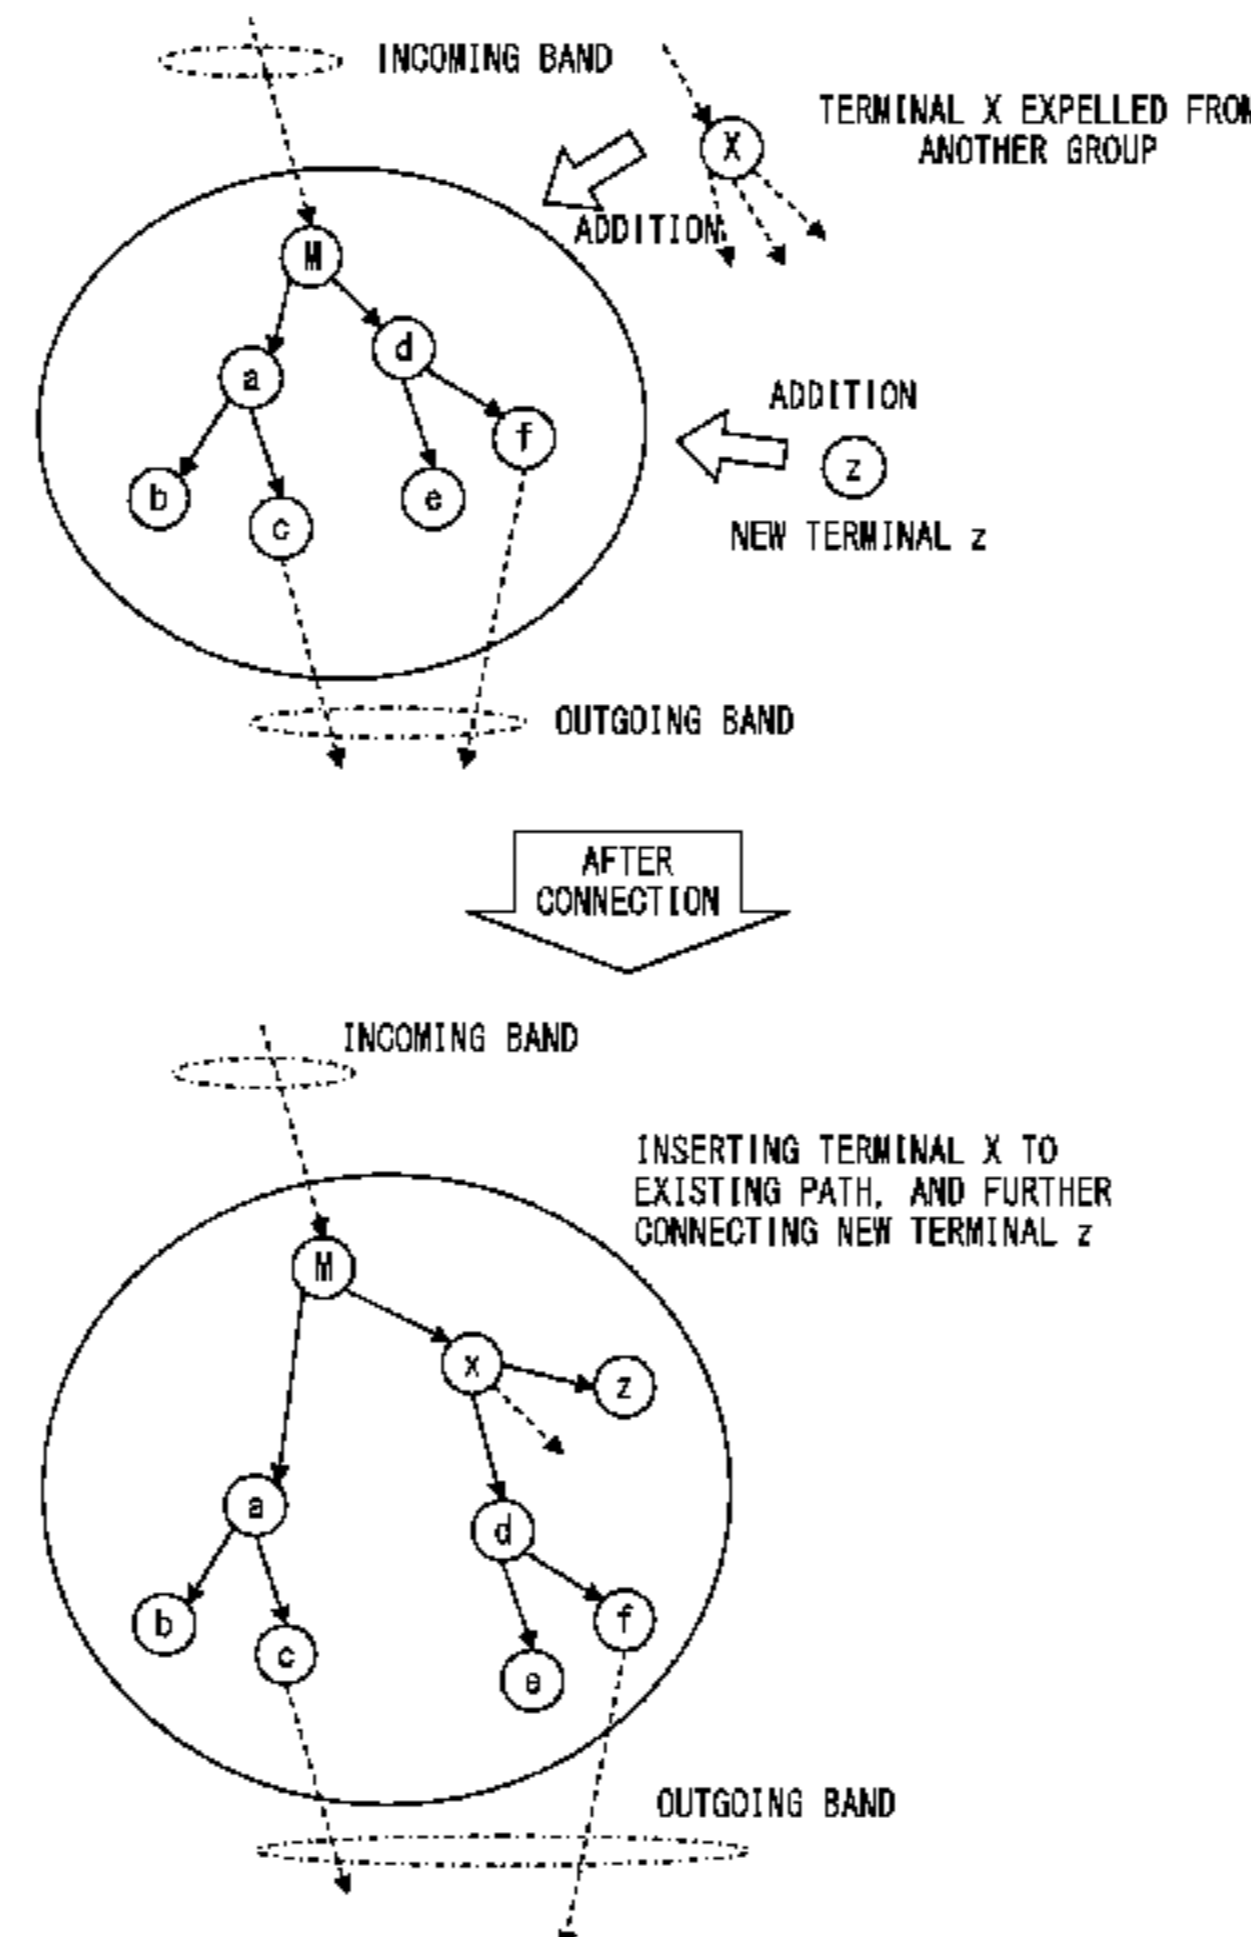 INCOMING BAND
TERMINAL X EXPELLED FROM
ANOTHER GROUP
X
ADDITION
M
d
a
ADDITION
f
z
b
e
c
NEW TERMINAL z
OUTGOING BAND
AFTER
CONNECTION
INCOMING BAND
INSERTING TERMINAL X TO
EXISTING PATH, AND FURTHER
CONNECTING NEW TERMINAL z
M
x
z
a
d
b
f
c
e
OUTGOING BAND